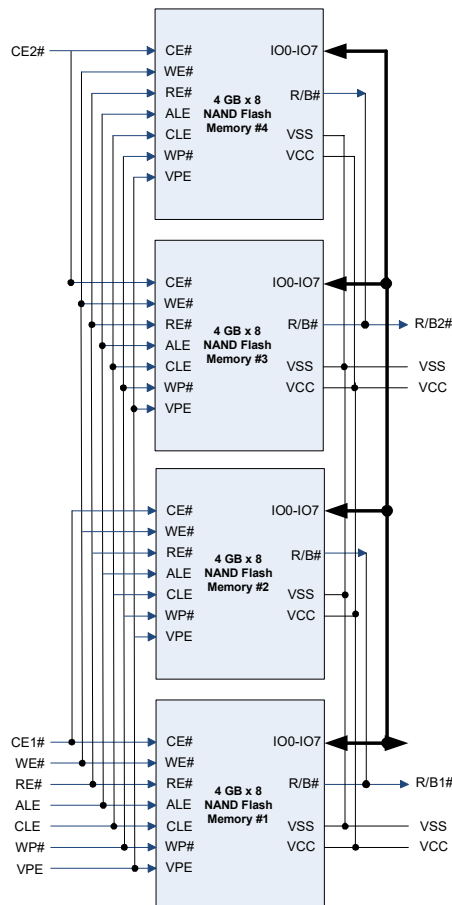 CE2#
CE#
WE#
RE#
ALE
CLE
WP#
VPE
4 GB x 8
NAND Flash
Memory #4
IO0-IO7
R/B#
VSS
VCC
CE#
WE#
RE#
ALE
CLE
WP#
VPE
4 GB x 8
NAND Flash
Memory #3
IO0-IO7
R/B#
VSS
VCC
R/B2#
VSS
VCC
CE#
WE#
RE#
ALE
CLE
WP#
VPE
4 GB x 8
NAND Flash
Memory #2
IO0-IO7
R/B#
VSS
VCC
CE1#
WE#
RE#
ALE
CLE
WP#
VPE
CE#
WE#
RE#
ALE
CLE
WP#
VPE
4 GB x 8
NAND Flash
Memory #1
IO0-IO7
R/B#
VSS
VCC
R/B1#
VSS
VCC